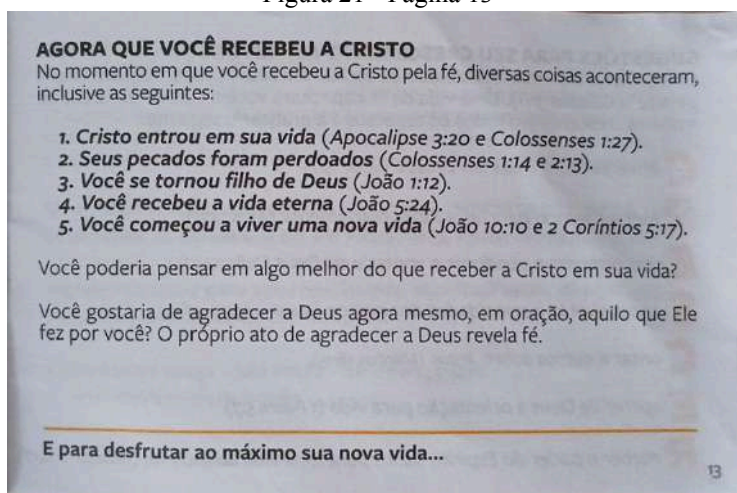 Figura 21 - Página 13
AGORA QUE VOCÊ RECEBEU A CRISTO
No momento em que você recebeu a Cristo pela fé, diversas coisas aconteceram,
inclusive as seguintes:
1. Cristo entrou em sua vida (Apocalipse 3:20 e Colossenses 1:27).
2. Seus pecados foram perdoados (Colossenses 1:14 e 2:13).
3. Você se tornou filho de Deus (João 1:12).
4. Você recebeu a vida eterna (João 5:24).
5. Você começou a viver uma nova vida (João 10:10 e 2 Coríntios 5:17).
Você poderia pensar em algo melhor do que receber a Cristo em sua vida?
Você gostaria de agradecer a Deus agora mesmo, em oração, aquilo que Ele
fez por você? O próprio ato de agradecer a Deus revela fé.
E para desfrutar ao máximo sua nova vida...
13